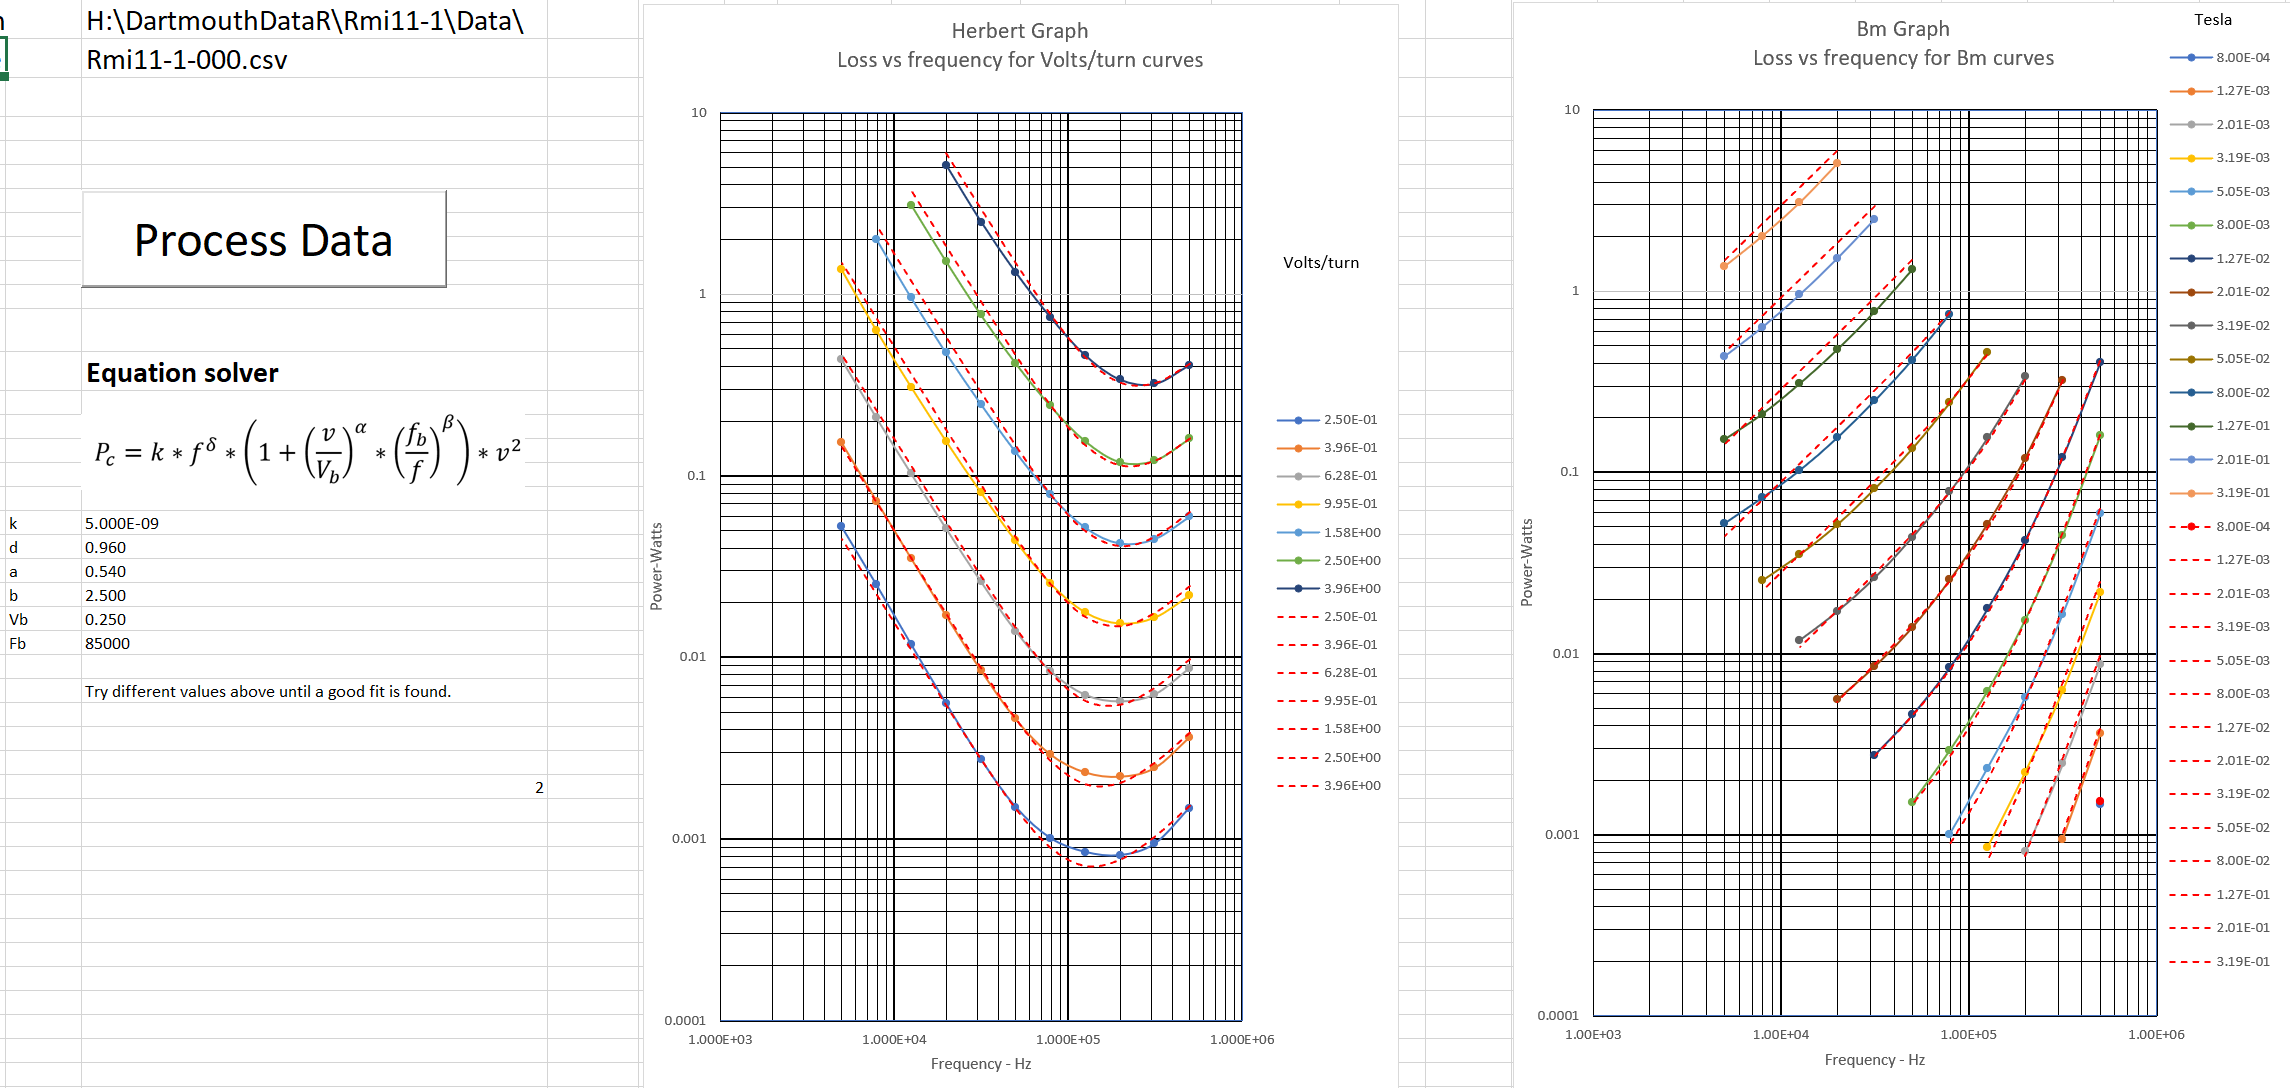 H:\DartmouthDataR\Rmi11-1\Data\
Rmi11-1-000.csv
Process Data
Equation solver
P_c = k * f^δ * (1 + (v/V_b)^α * (f_b/f)^β) * v^2
k 5.000E-09
d 0.960
a 0.540
b 2.500
Vb 0.250
Fb 85000
Try different values above until a good fit is found.
2
Herbert Graph
Loss vs frequency for Volts/turn curves
10
1
0.1
0.01
0.001
0.0001
Power-Watts
1.000E+03 1.000E+04 1.000E+05 1.000E+06
Frequency - Hz
Volts/turn
2.50E-01
3.96E-01
6.28E-01
9.95E-01
1.58E+00
2.50E+00
3.96E+00
2.50E-01
3.96E-01
6.28E-01
9.95E-01
1.58E+00
2.50E+00
3.96E+00
Bm Graph
Loss vs frequency for Bm curves
10
1
0.1
0.01
0.001
0.0001
Power-Watts
1.00E+03 1.00E+04 1.00E+05 1.00E+06
Frequency - Hz
Tesla
8.00E-04
1.27E-03
2.01E-03
3.19E-03
5.05E-03
8.00E-03
1.27E-02
2.01E-02
3.19E-02
5.05E-02
8.00E-02
1.27E-01
2.01E-01
3.19E-01
8.00E-04
1.27E-03
2.01E-03
3.19E-03
5.05E-03
8.00E-03
1.27E-02
2.01E-02
3.19E-02
5.05E-02
8.00E-02
1.27E-01
2.01E-01
3.19E-01